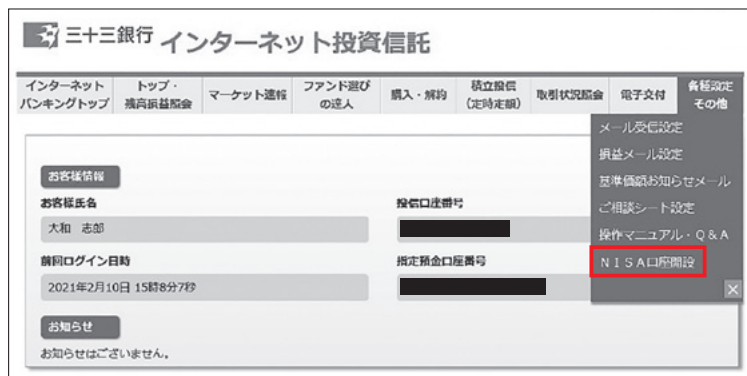 三十三銀行 インターネット投資信託
インターネット
バンキングトップ
トップ・
残高損益照会
マーケット速報
ファンド選び
の達人
購入・解約
積立投信
（定時定額）
取引状況照会
電子交付
各種設定
その他
メール受信設定
損益メール設定
基準価額お知らせメール
ご相談シート設定
操作マニュアル・Q＆A
ＮＩＳＡ口座開設
×
お客様情報
お客様氏名
投信口座番号
大和 志郎
前回ログイン日時
指定預金口座番号
2021年2月10日 15時8分7秒
お知らせ
お知らせはございません。